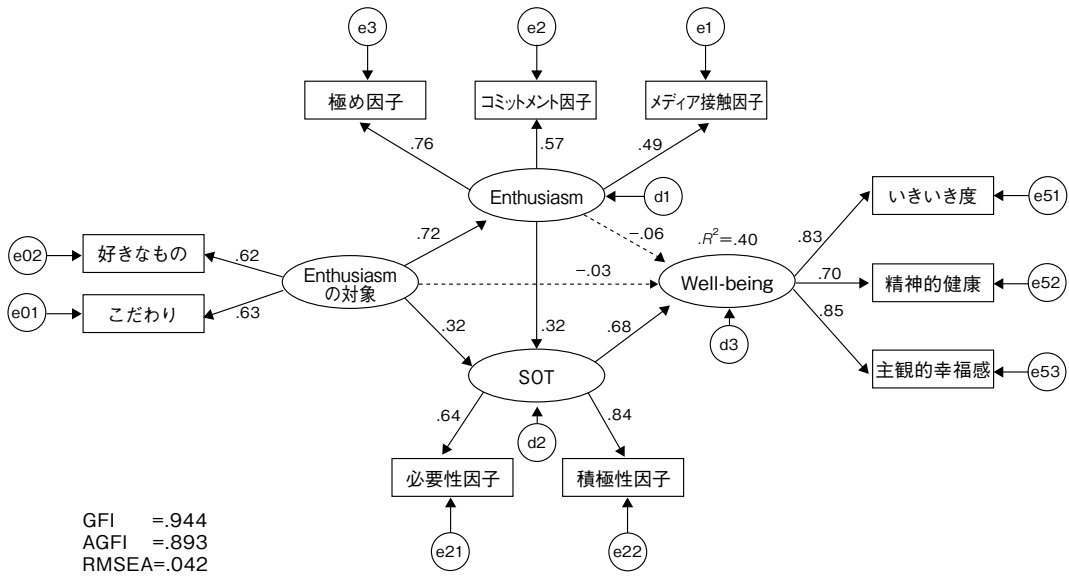 e3
e2
e1
極め因子
コミットメント因子
メディア接触因子
.76
.57
.49
Enthusiasm
d1
いきいき度
e51
e02
好きなもの
.62
.72
−.06
.R²=.40
.83
Enthusiasm
の対象
−.03
Well-being
.70
精神的健康
e52
e01
こだわり
.63
.32
.32
.68
d3
.85
主観的幸福感
e53
SOT
.64
d2
.84
必要性因子
積極性因子
e21
e22
GFI =.944
AGFI =.893
RMSEA=.042